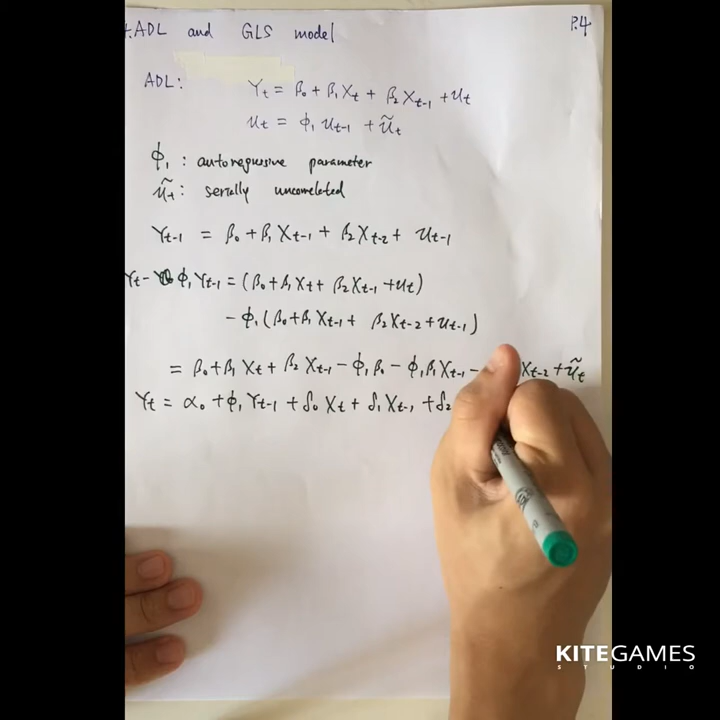 ADL and GLS model
P.4
ADL:
Yt = β₀ + β₁Xt + β₂Xt-1 + ut
ut = ϕ₁ ut-1 + ũt
ϕ₁ : autoregressive parameter
ũt : serially uncorrelated
Yt-1 = β₀ + β₁Xt-1 + β₂Xt-2 + ut-1
Yt - ϕ₁Yt-1 = (β₀ + β₁Xt + β₂Xt-1 + ut)
- ϕ₁(β₀ + β₁Xt-1 + β₂Xt-2 + ut-1)
= β₀ + β₁Xt + β₂Xt-1 - ϕ₁β₀ - ϕ₁β₁Xt-1 - Xt-2 + ũt
Yt = α₀ + ϕ₁Yt-1 + δ₀Xt + δ₁Xt-1 + δ₂
KITEGAMES
STUDIO